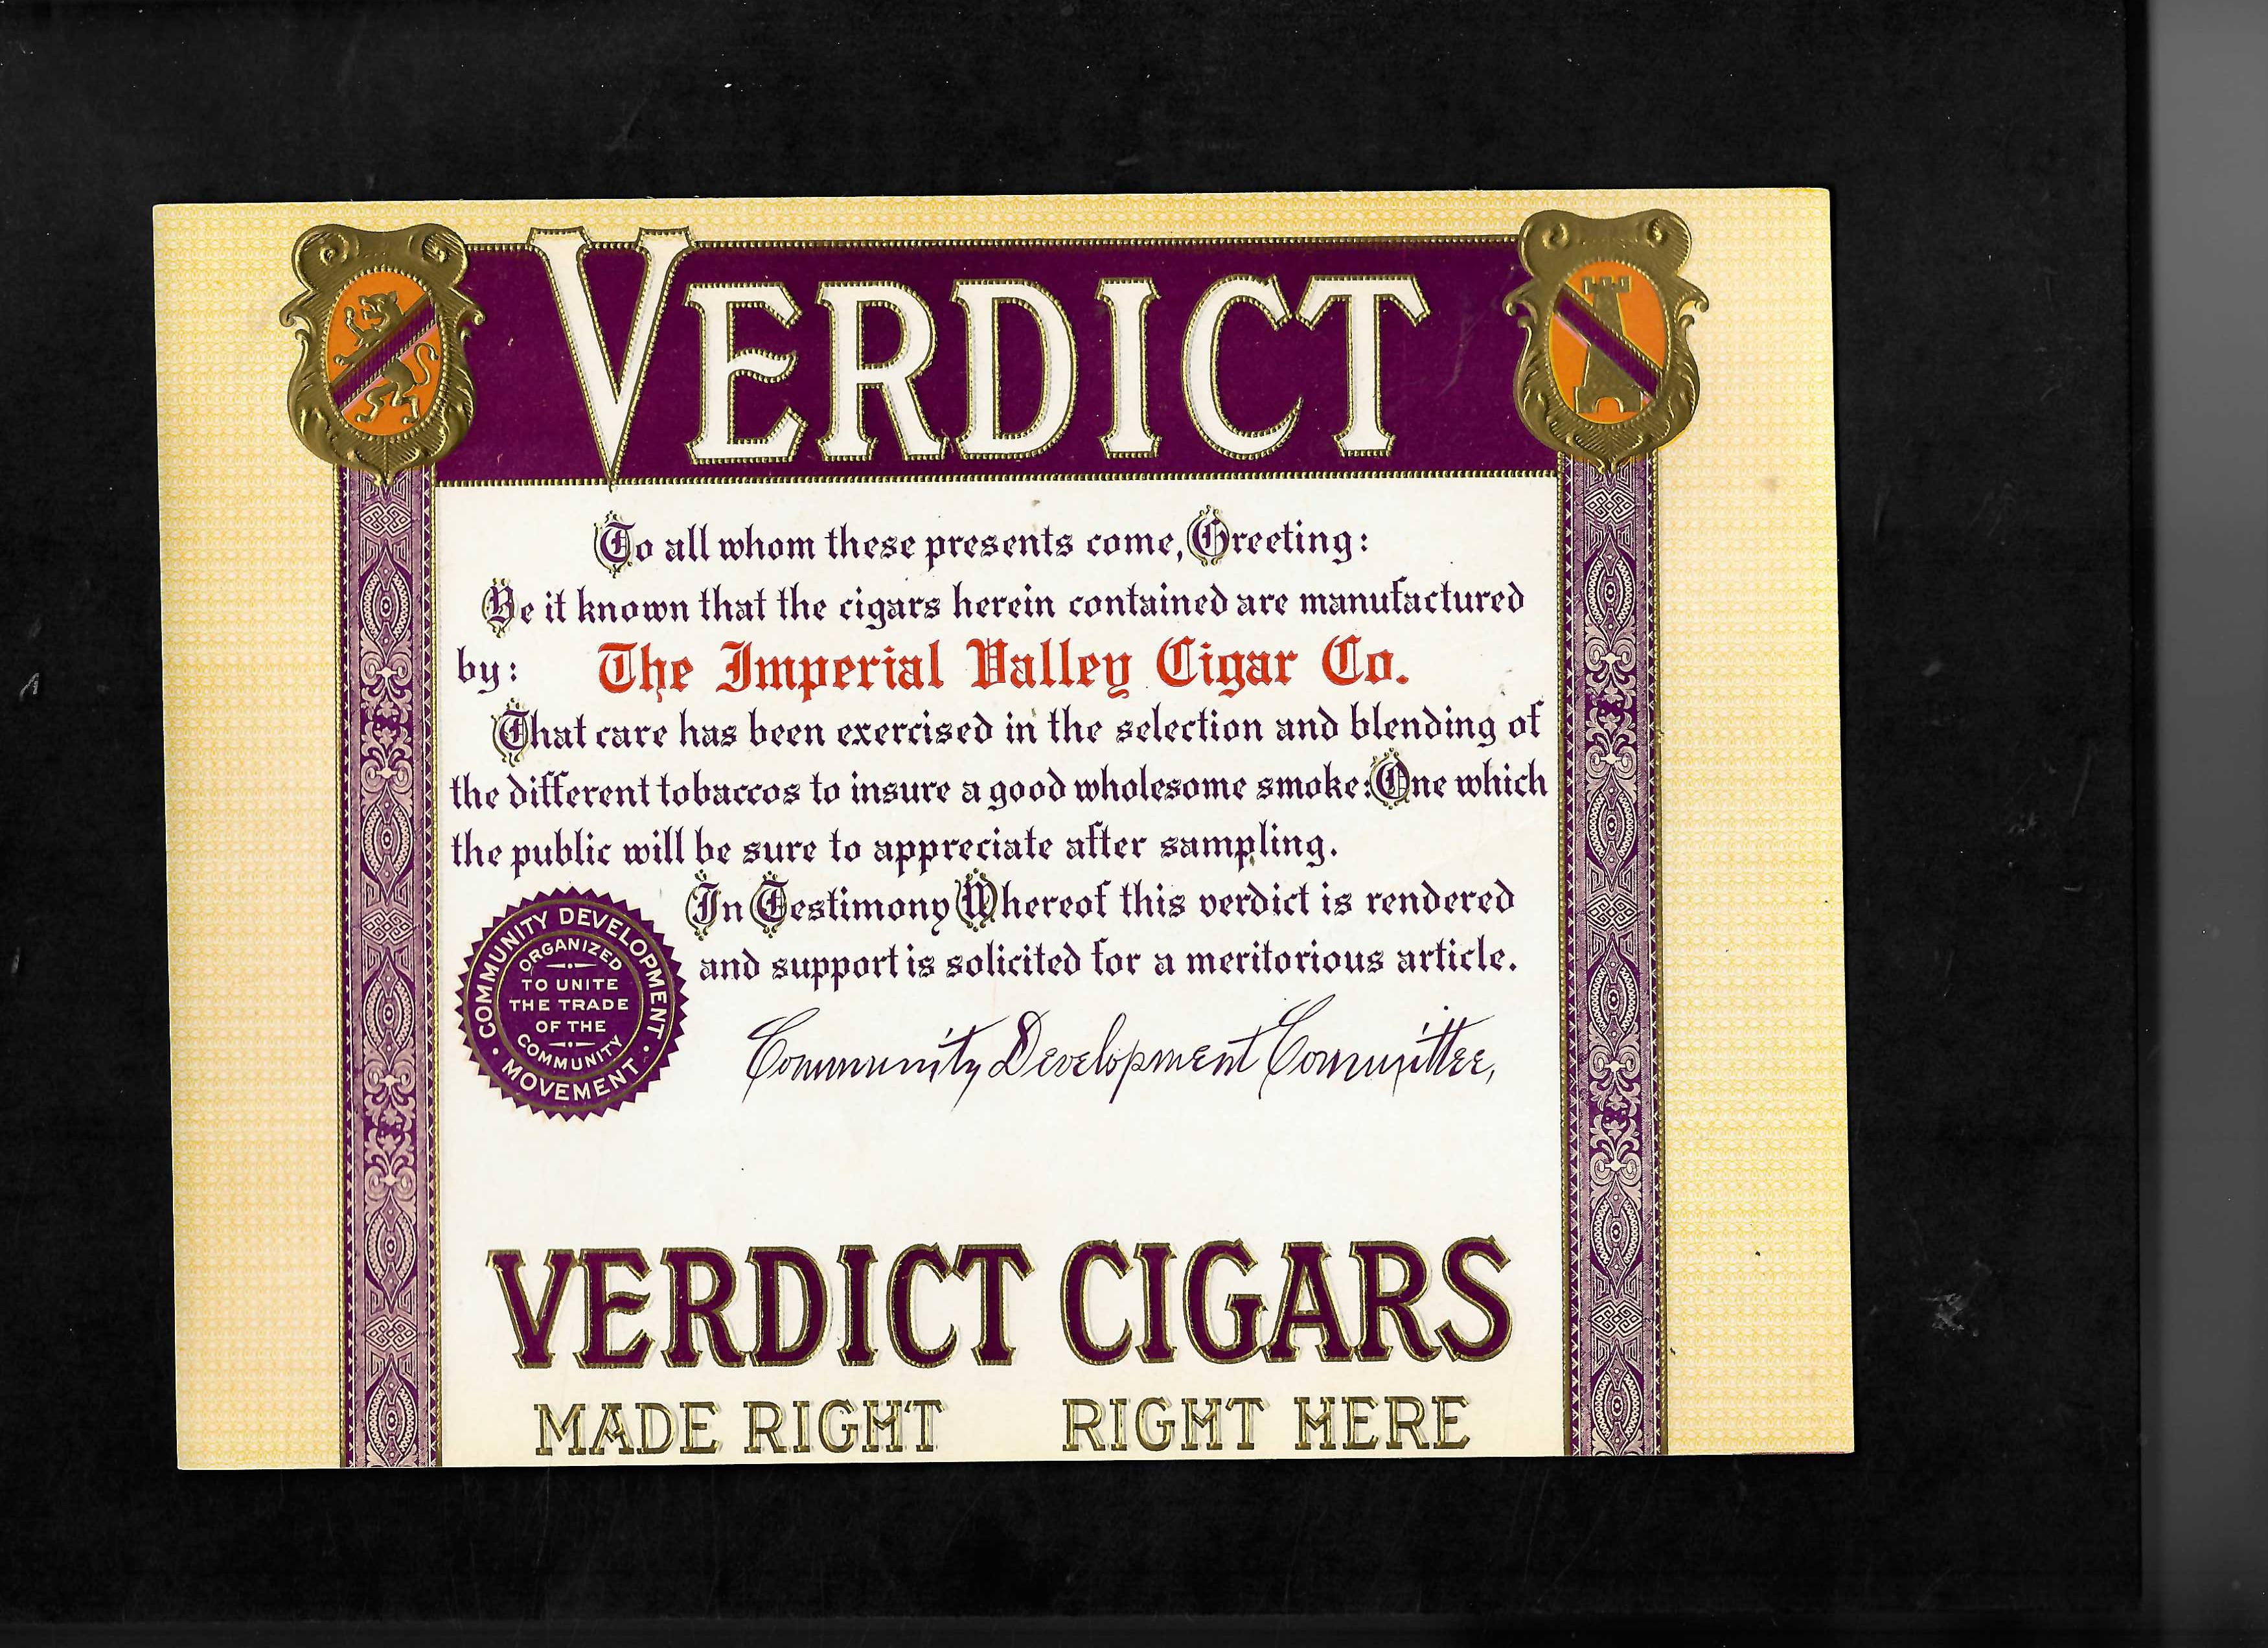 VERDICT
To all whom these presents come, Greeting:
Be it known that the cigars herein contained are manufactured
by: The Imperial Valley Cigar Co.
That care has been exercised in the selection and blending of
the different tobaccos to insure a good wholesome smoke: One which
the public will be sure to appreciate after sampling.
In Testimony Whereof this verdict is rendered
and support is solicited for a meritorious article.
COMMUNITY DEVELOPMENT
· MOVEMENT ·
ORGANIZED
TO UNITE
THE TRADE
OF THE
COMMUNITY
Community Development Committee,
VERDICT CIGARS
MADE RIGHT RIGHT HERE